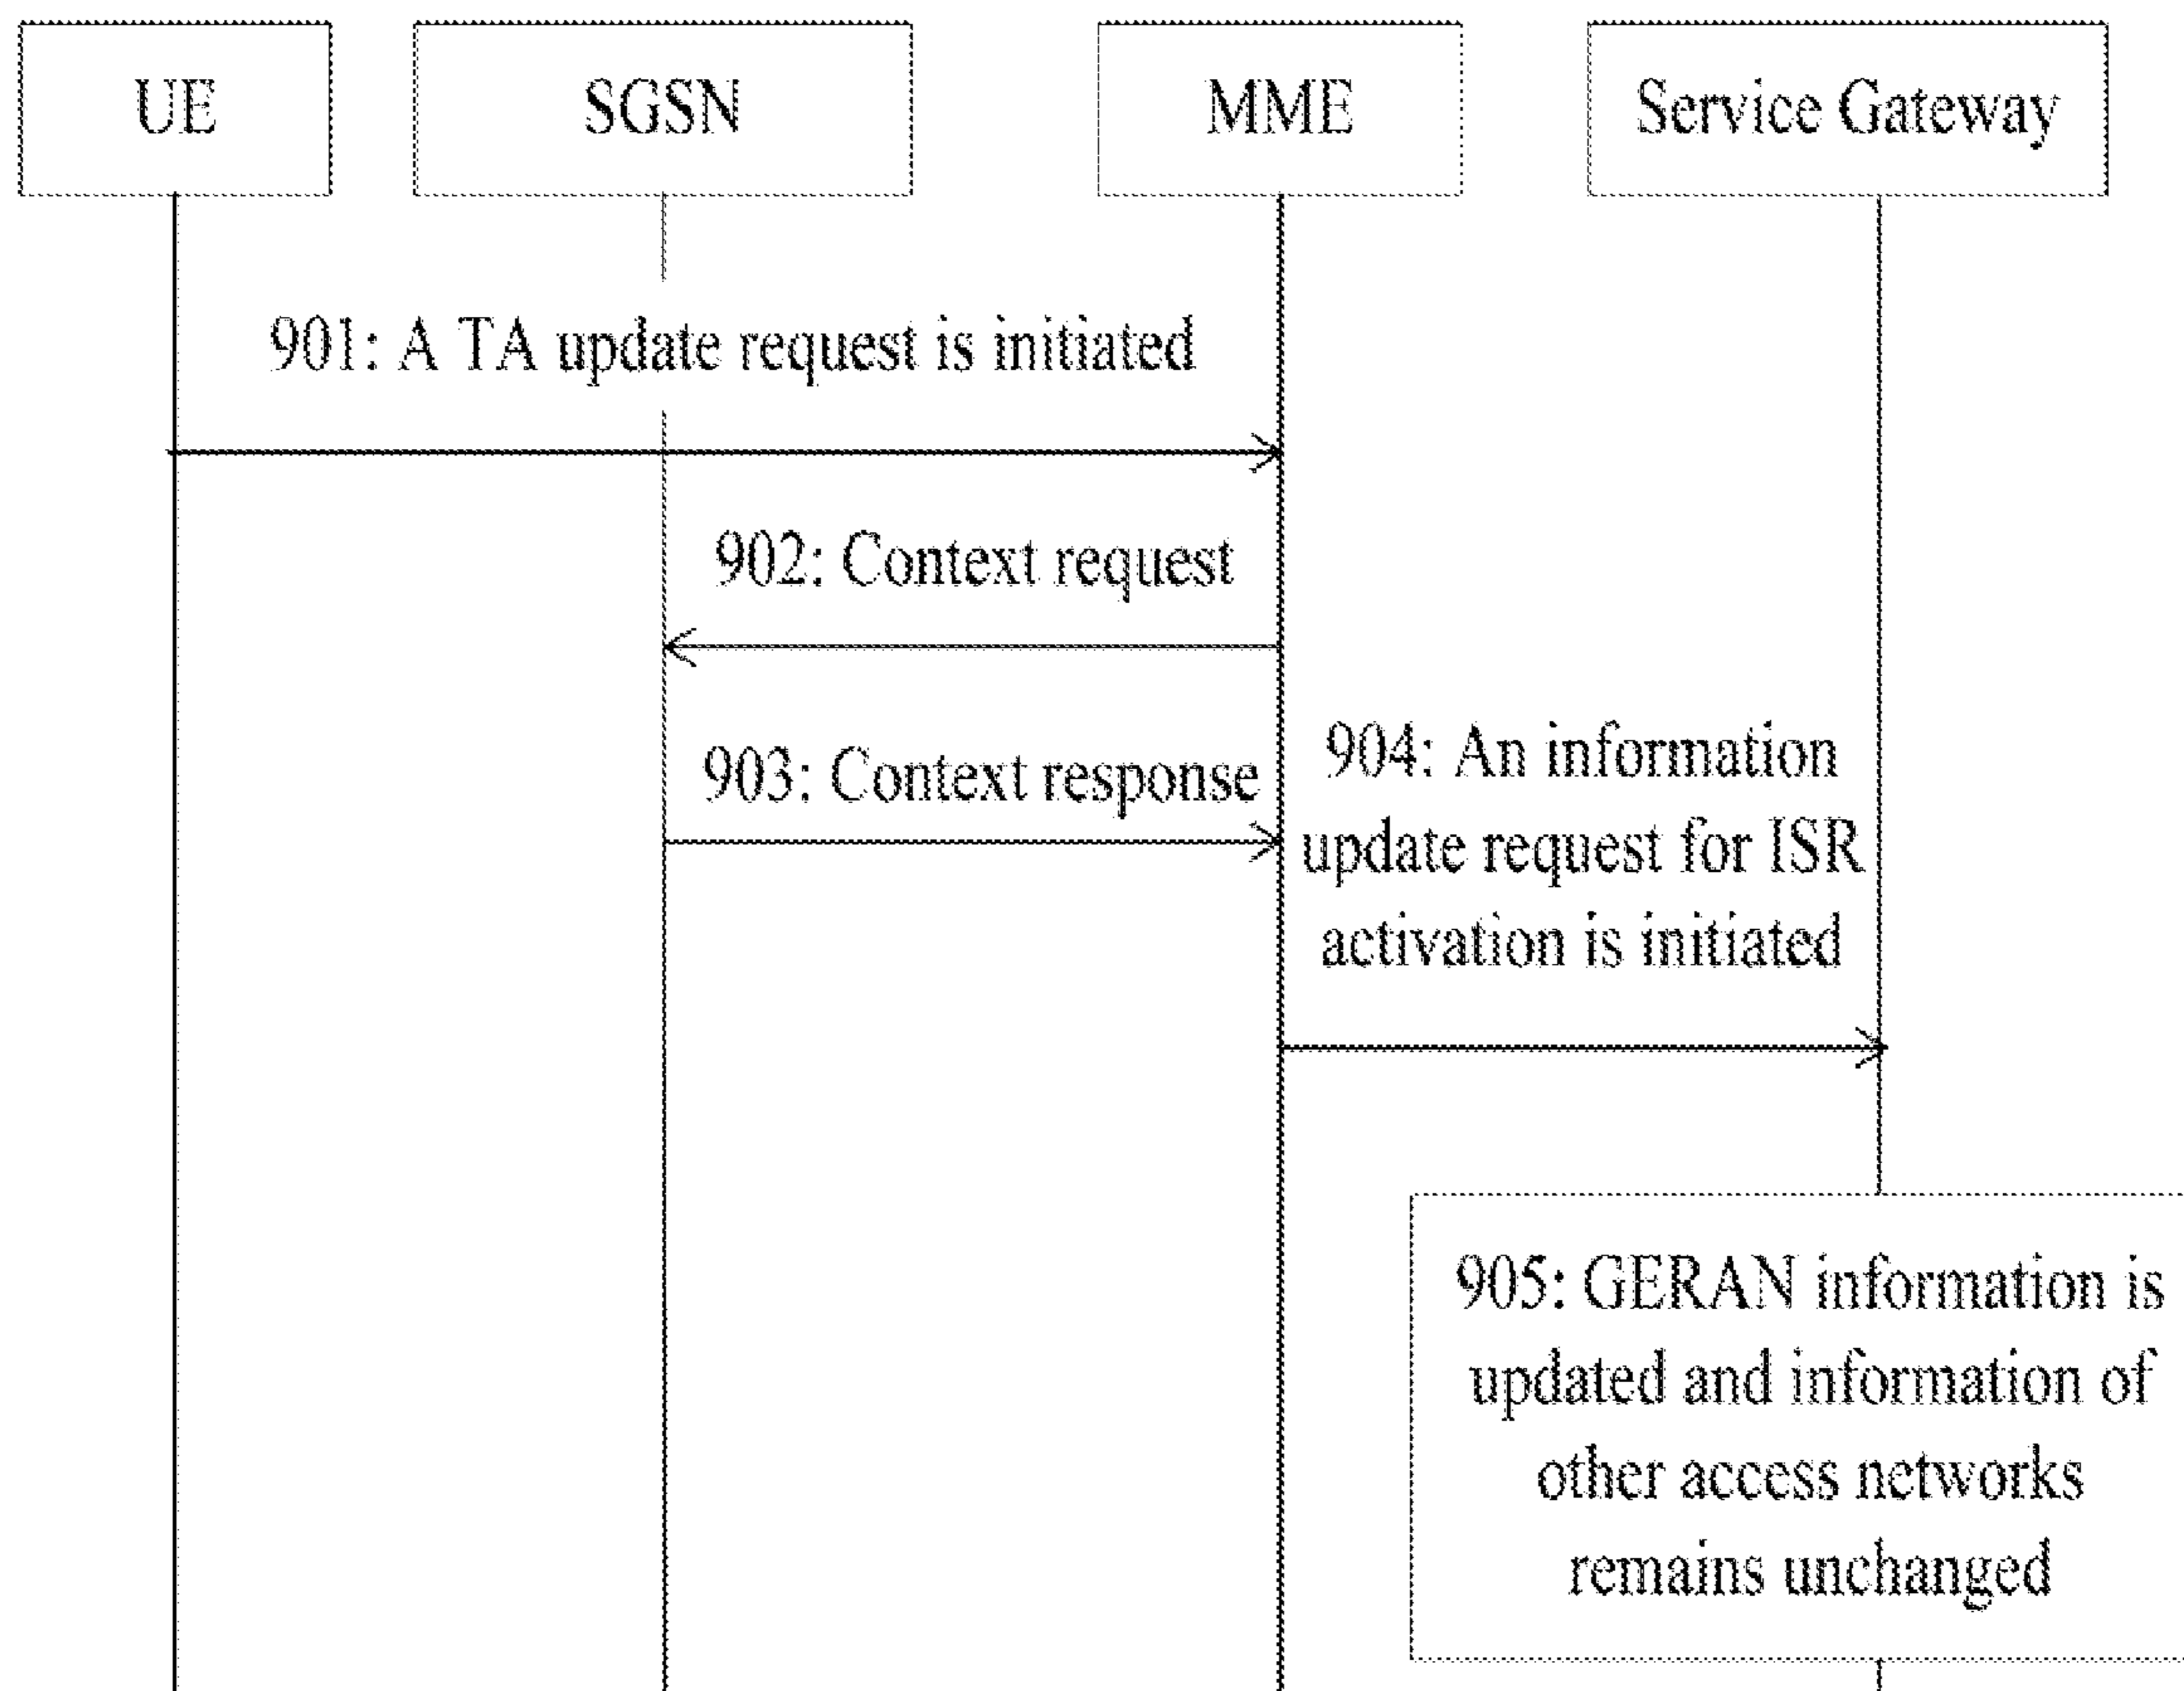 UE
SGSN
MME
Service Gateway
901: A TA update request is initiated
902: Context request
903: Context response
904: An information
update request for ISR
activation is initiated
905: GERAN information is
updated and information of
other access networks
remains unchanged